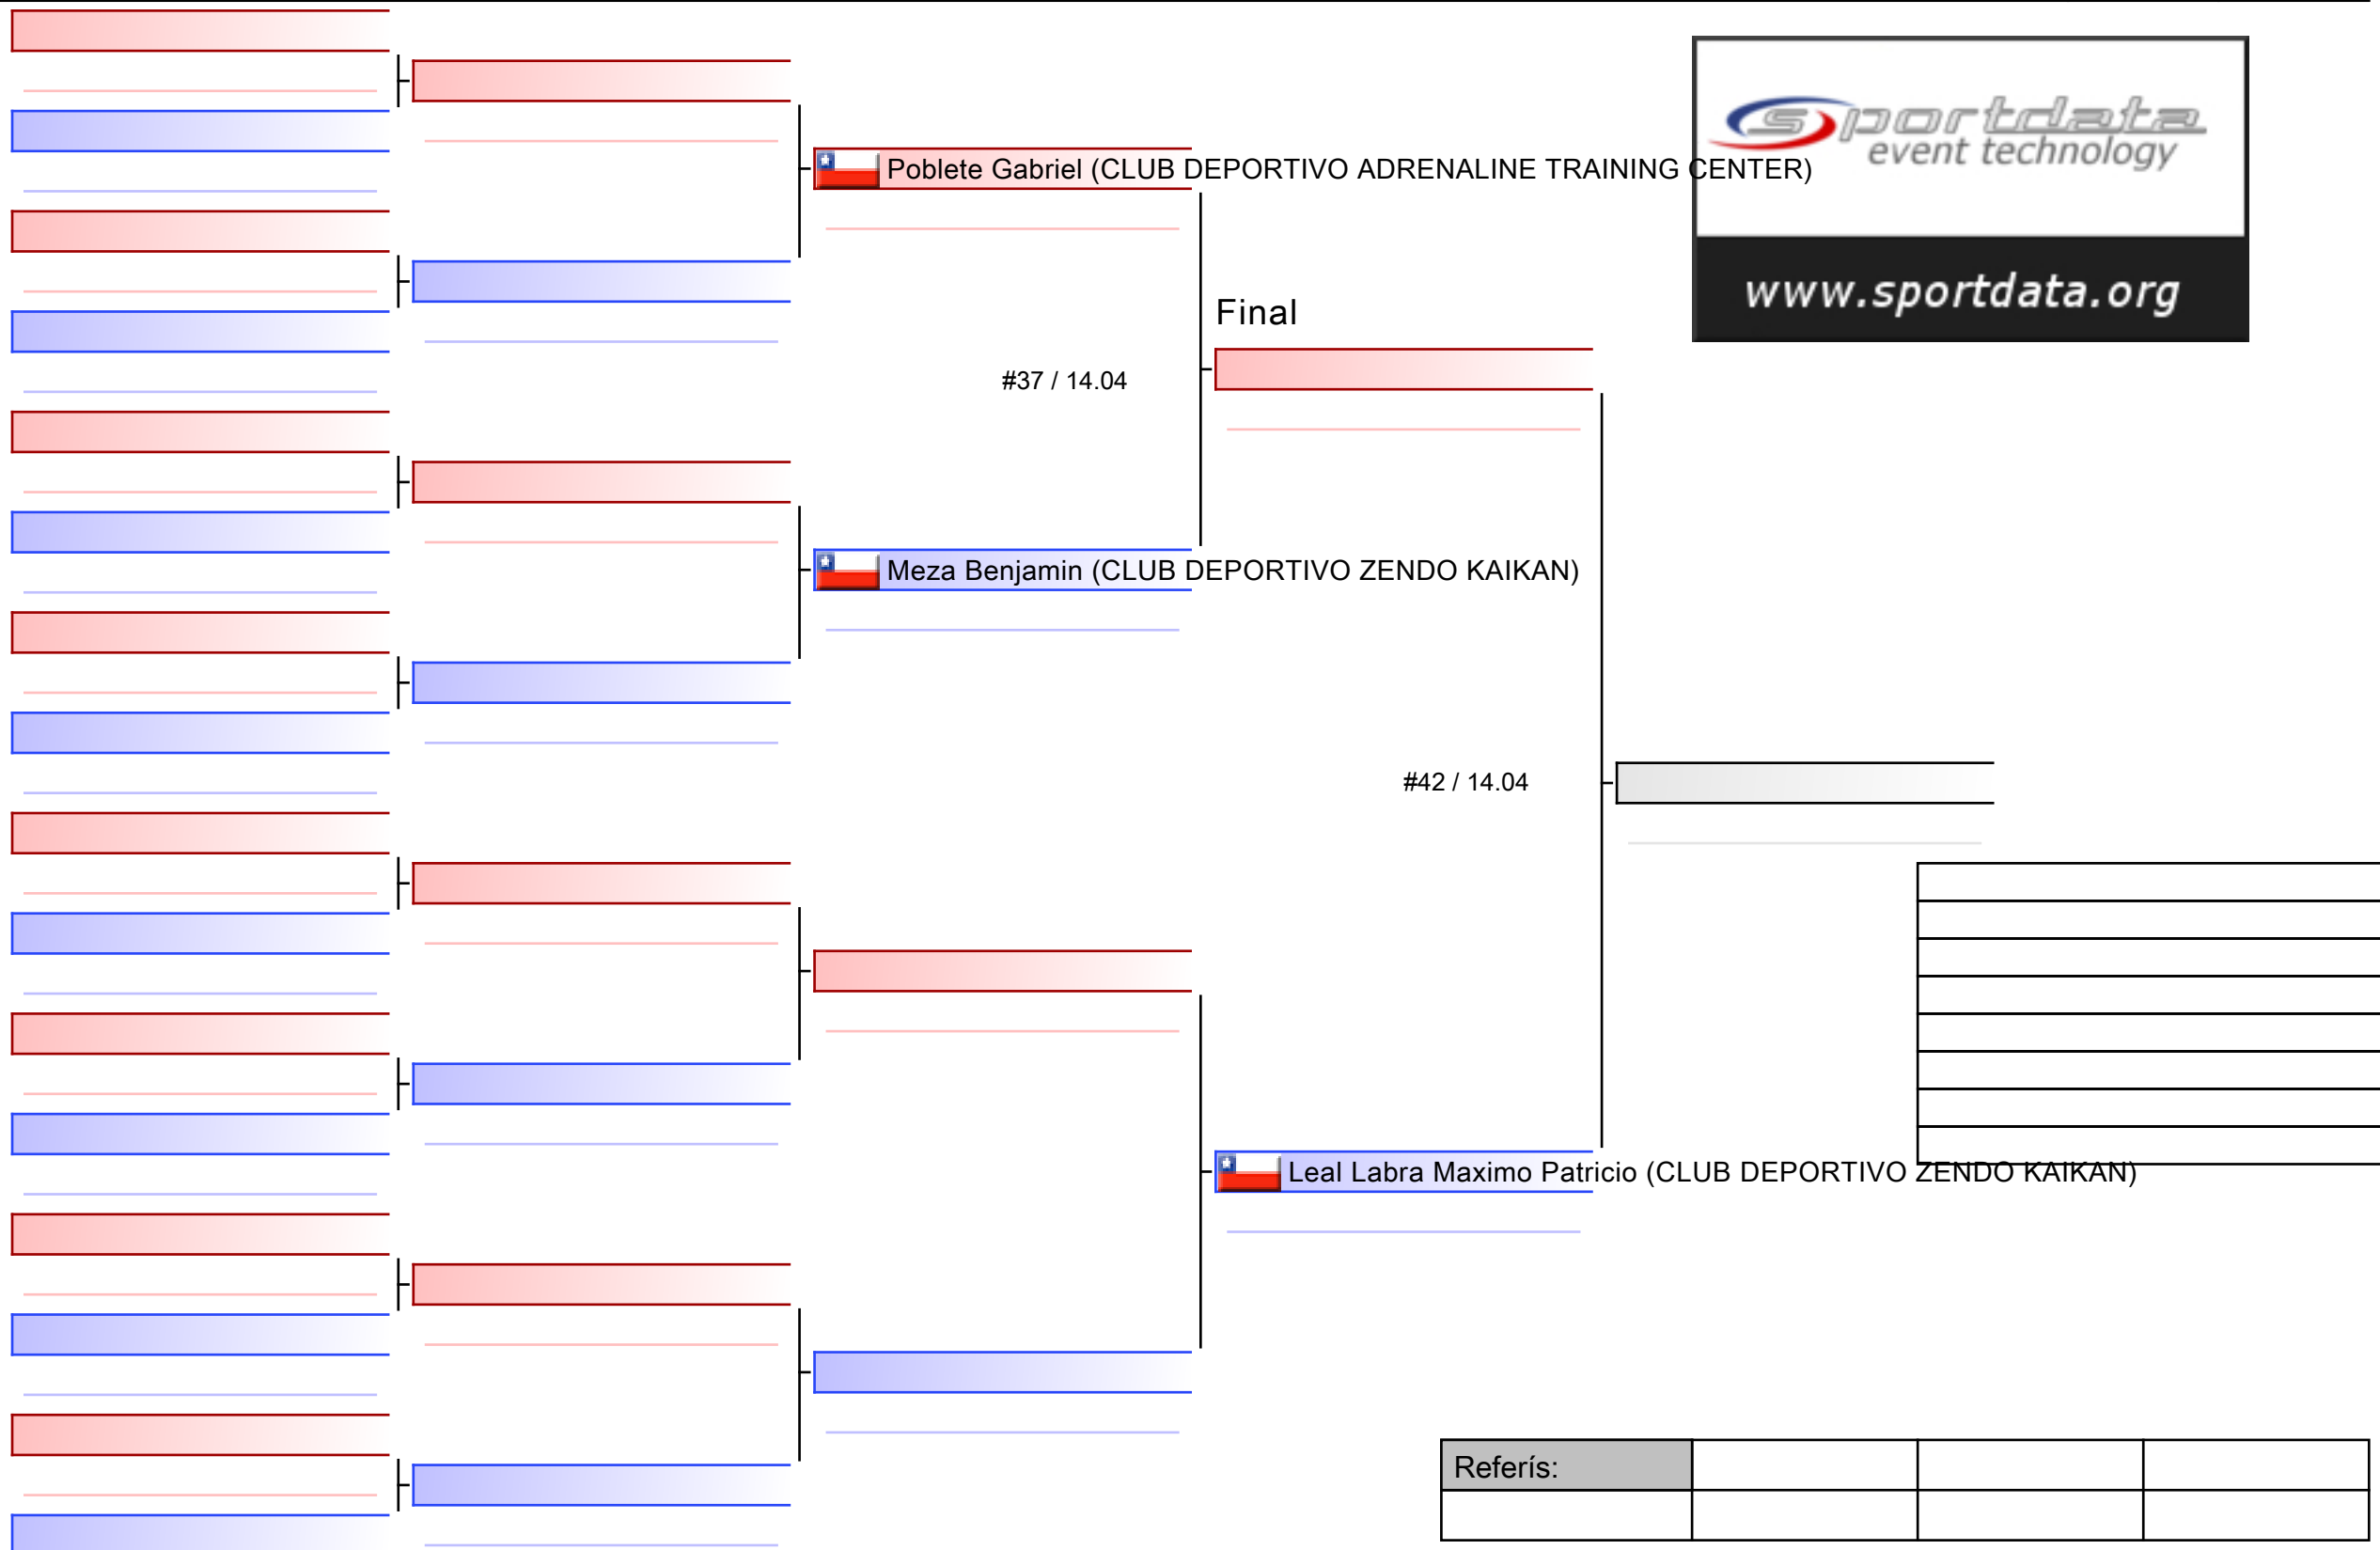 sportdata
event technology
www.sportdata.org
Poblete Gabriel (CLUB DEPORTIVO ADRENALINE TRAINING CENTER)
Final
#37 / 14.04
Meza Benjamin (CLUB DEPORTIVO ZENDO KAIKAN)
#42 / 14.04
Leal Labra Maximo Patricio (CLUB DEPORTIVO ZENDO KAIKAN)
Referís: